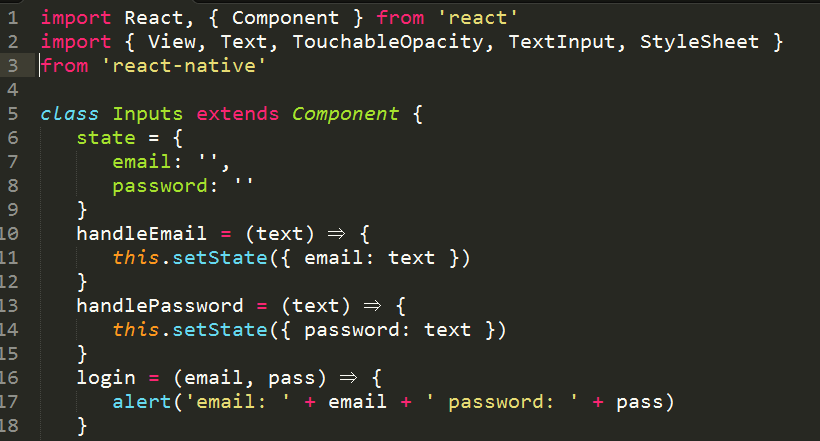 1 import React, { Component } from 'react'
2 import { View, Text, TouchableOpacity, TextInput, StyleSheet }
3 from 'react-native'
4
5 class Inputs extends Component {
6 state = {
7 email: '',
8 password: ''
9 }
10 handleEmail = (text) ⇒ {
11 this.setState({ email: text })
12 }
13 handlePassword = (text) ⇒ {
14 this.setState({ password: text })
15 }
16 login = (email, pass) ⇒ {
17 alert('email: ' + email + ' password: ' + pass)
18 }